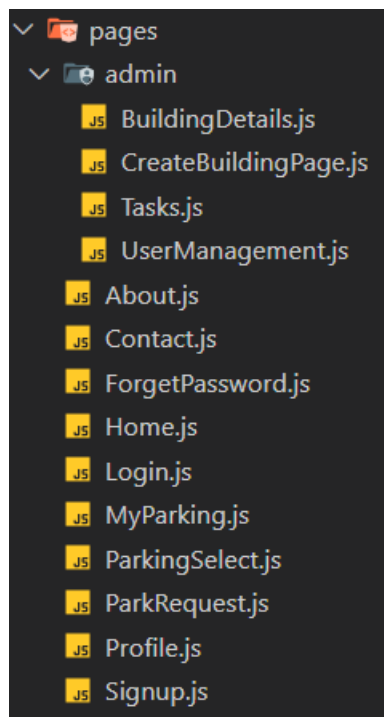 pages
admin
JS BuildingDetails.js
JS CreateBuildingPage.js
JS Tasks.js
JS UserManagement.js
JS About.js
JS Contact.js
JS ForgetPassword.js
JS Home.js
JS Login.js
JS MyParking.js
JS ParkingSelect.js
JS ParkRequest.js
JS Profile.js
JS Signup.js